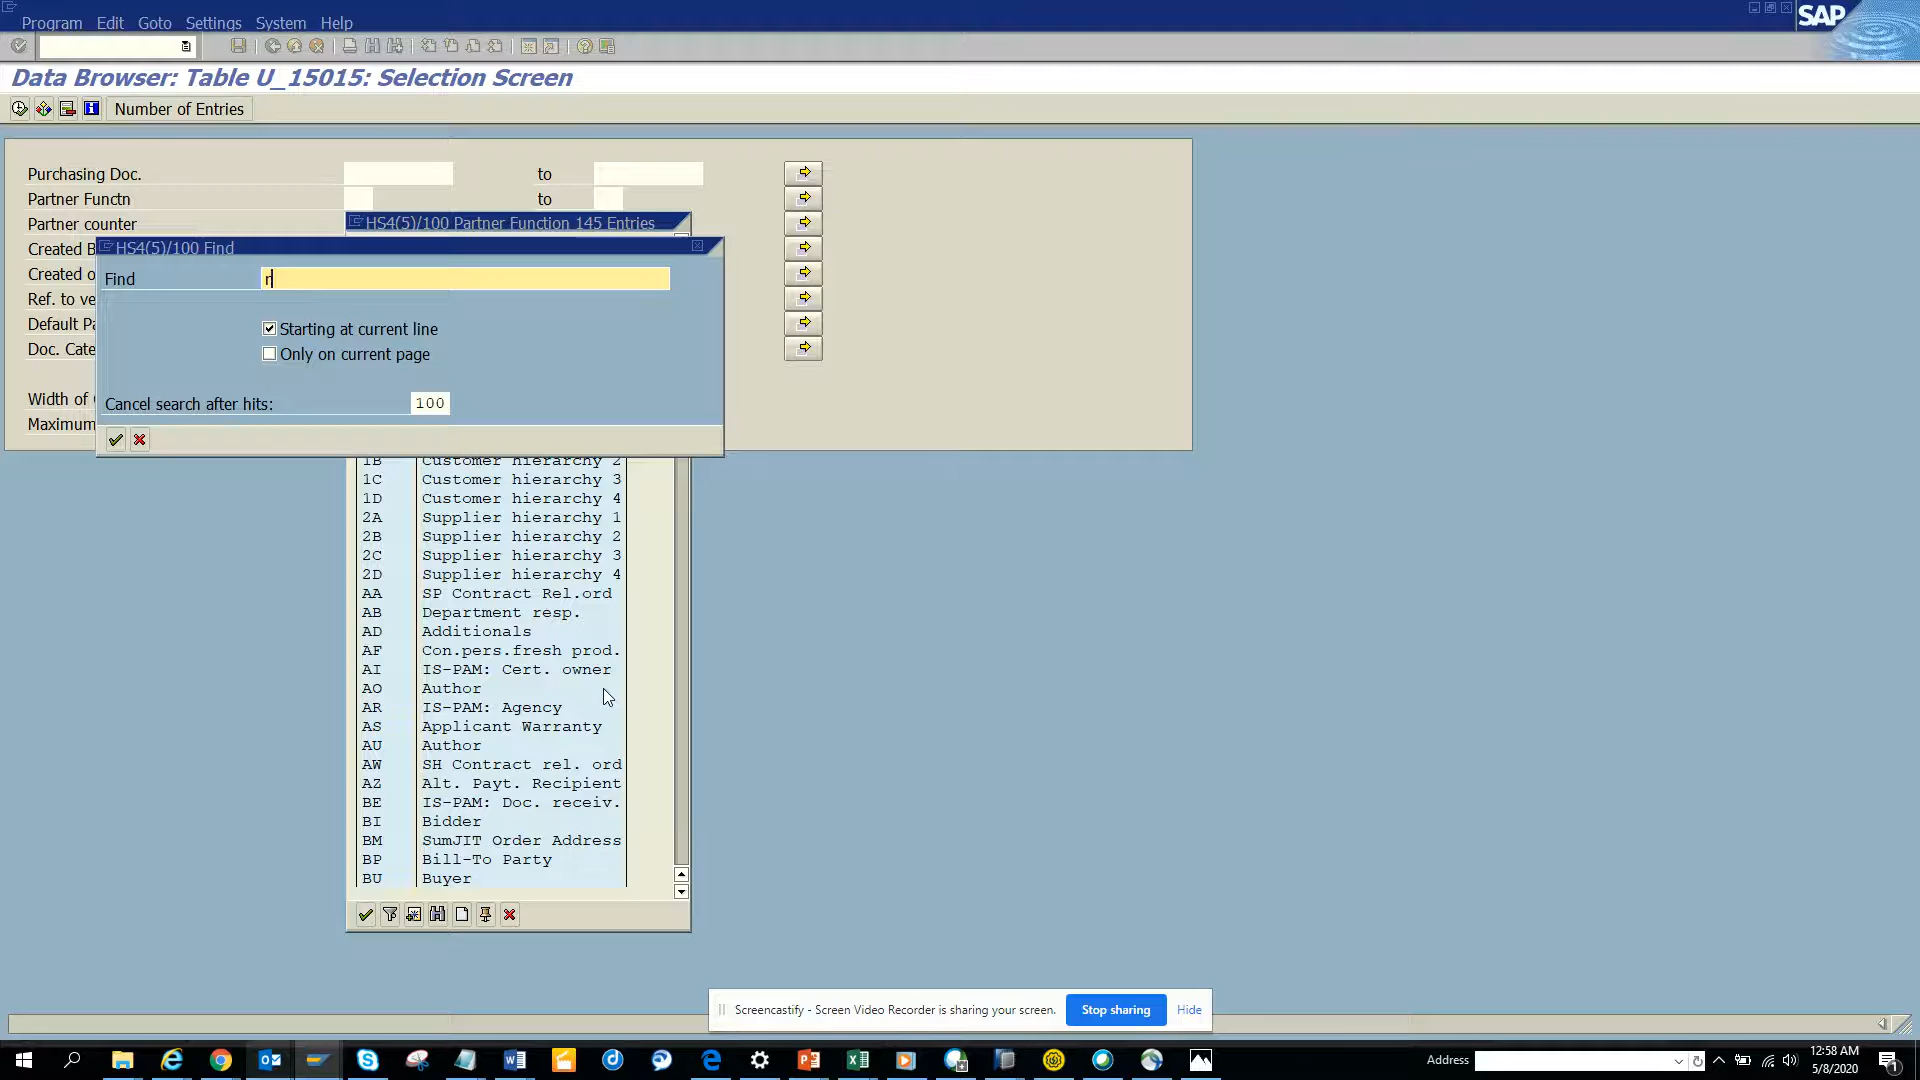 Program Edit Goto Settings System Help
SAP
Data Browser: Table U_15015: Selection Screen
Number of Entries
Purchasing Doc. to
Partner Functn to
Partner counter
HS4(5)/100 Partner Function 145 Entries
Created B
HS4(5)/100 Find
Created o
Find r
Ref. to ve
Default Pa
Starting at current line
Doc. Cate
Only on current page
Width of
Cancel search after hits: 100
Maximum
1B Customer hierarchy 2
1C Customer hierarchy 3
1D Customer hierarchy 4
2A Supplier hierarchy 1
2B Supplier hierarchy 2
2C Supplier hierarchy 3
2D Supplier hierarchy 4
AA SP Contract Rel.ord
AB Department resp.
AD Additionals
AF Con.pers.fresh prod.
AI IS-PAM: Cert. owner
AO Author
AR IS-PAM: Agency
AS Applicant Warranty
AU Author
AW SH Contract rel. ord
AZ Alt. Payt. Recipient
BE IS-PAM: Doc. receiv.
BI Bidder
BM SumJIT Order Address
BP Bill-To Party
BU Buyer
Screencastify - Screen Video Recorder is sharing your screen. Stop sharing Hide
Address
12:58 AM
5/8/2020
1